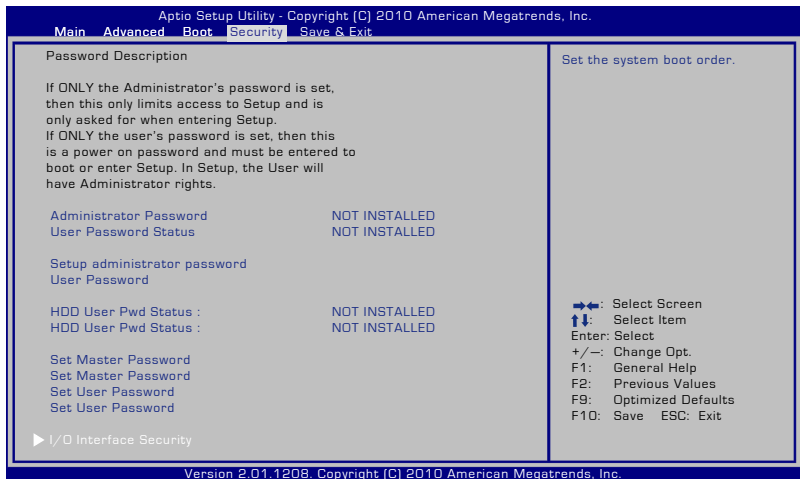 Aptio Setup Utility - Copyright (C) 2010 American Megatrends, Inc.
Main Advanced Boot Security Save & Exit
Password Description
If ONLY the Administrator's password is set,
then this only limits access to Setup and is
only asked for when entering Setup.
If ONLY the user's password is set, then this
is a power on password and must be entered to
boot or enter Setup. In Setup, the User will
have Administrator rights.
Administrator Password NOT INSTALLED
User Password Status NOT INSTALLED
Setup administrator password
User Password
HDD User Pwd Status : NOT INSTALLED
HDD User Pwd Status : NOT INSTALLED
Set Master Password
Set Master Password
Set User Password
Set User Password
I/O Interface Security
Set the system boot order.
→←: Select Screen
↑↓: Select Item
Enter: Select
+/—: Change Opt.
F1: General Help
F2: Previous Values
F9: Optimized Defaults
F10: Save ESC: Exit
Version 2.01.1208. Copyright (C) 2010 American Megatrends, Inc.